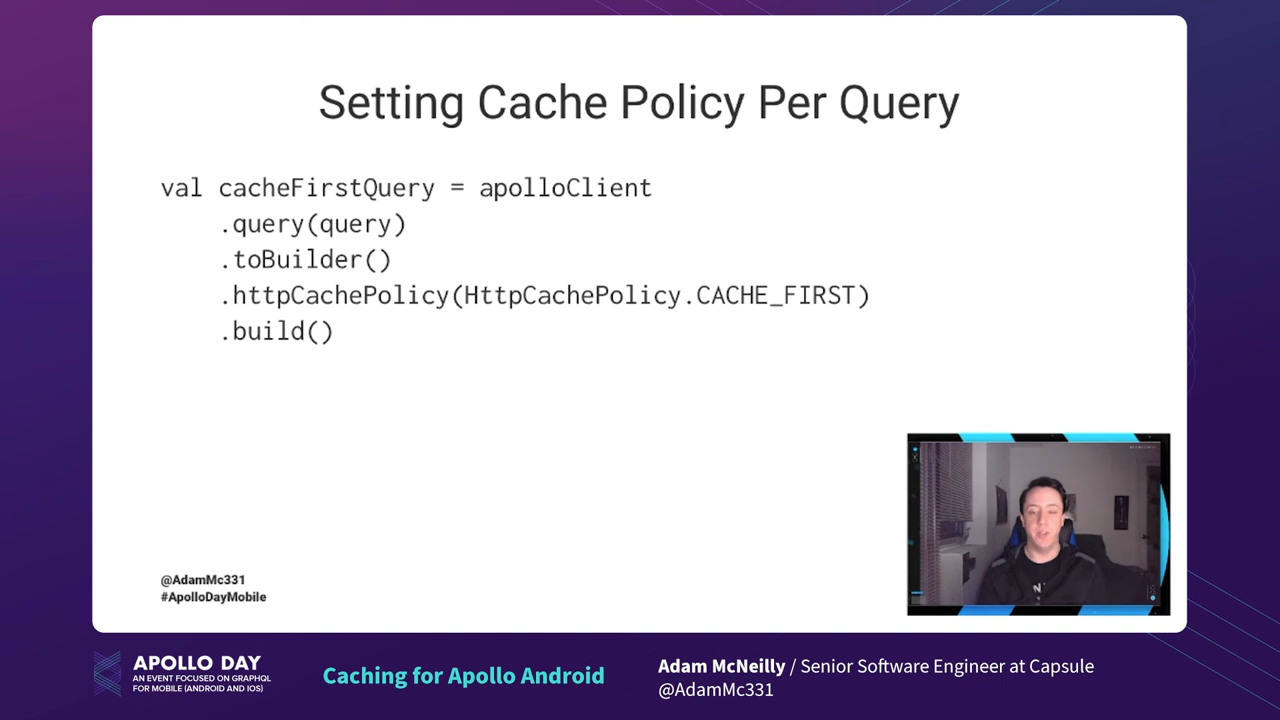 Setting Cache Policy Per Query
val cacheFirstQuery = apolloClient
    .query(query)
    .toBuilder()
    .httpCachePolicy(HttpCachePolicy.CACHE_FIRST)
    .build()
@AdamMc331
#ApolloDayMobile
APOLLO DAY
AN EVENT FOCUSED ON GRAPHQL
FOR MOBILE (ANDROID AND IOS)
Caching for Apollo Android
Adam McNeilly / Senior Software Engineer at Capsule
@AdamMc331